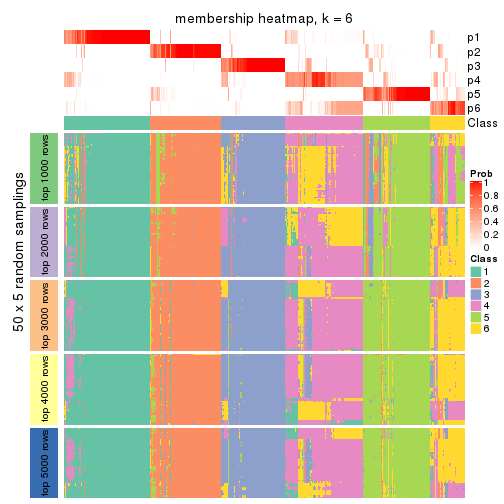 membership heatmap, k = 6
p1
p2
p3
p4
p5
p6
Class
50 x 5 random samplings
top 1000 rows
top 2000 rows
top 3000 rows
top 4000 rows
top 5000 rows
Prob
1
0.8
0.6
0.4
0.2
0
Class
1
2
3
4
5
6